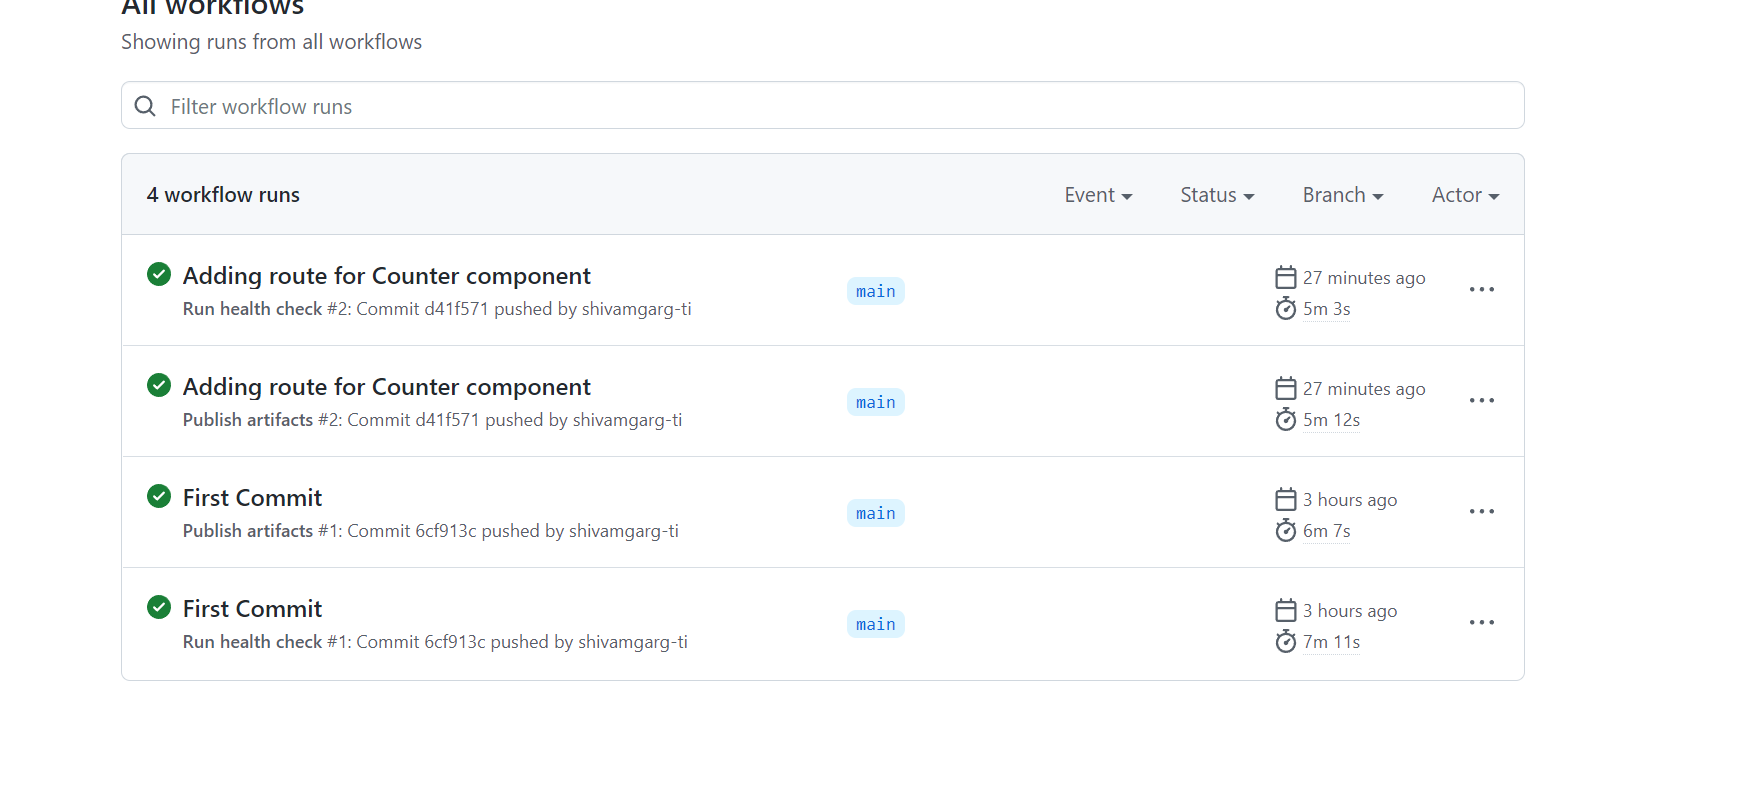 All workflows
Showing runs from all workflows
Filter workflow runs
4 workflow runs
Event
Status
Branch
Actor
Adding route for Counter component
Run health check #2: Commit d41f571 pushed by shivamgarg-ti
main
27 minutes ago
5m 3s
Adding route for Counter component
Publish artifacts #2: Commit d41f571 pushed by shivamgarg-ti
main
27 minutes ago
5m 12s
First Commit
Publish artifacts #1: Commit 6cf913c pushed by shivamgarg-ti
main
3 hours ago
6m 7s
First Commit
Run health check #1: Commit 6cf913c pushed by shivamgarg-ti
main
3 hours ago
7m 11s